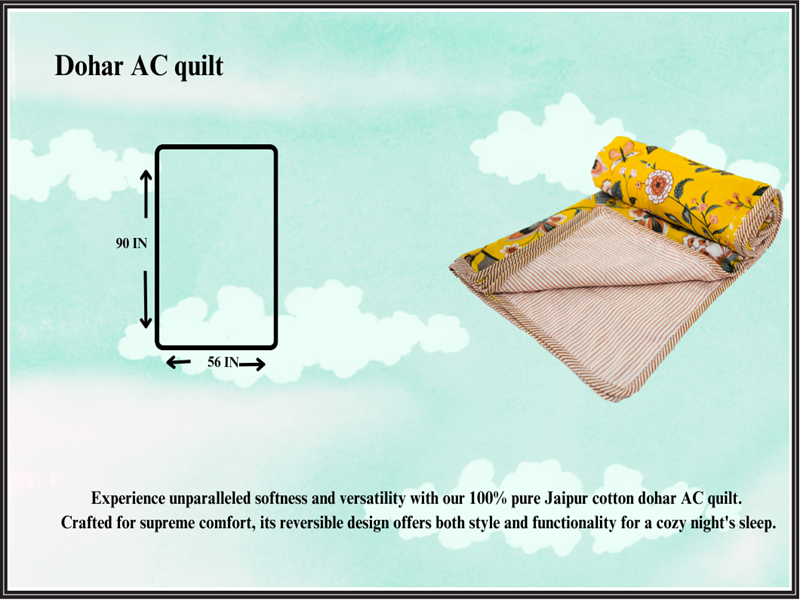 Dohar AC quilt
90 IN
56 IN
Experience unparalleled softness and versatility with our 100% pure Jaipur cotton dohar AC quilt.
Crafted for supreme comfort, its reversible design offers both style and functionality for a cozy night's sleep.